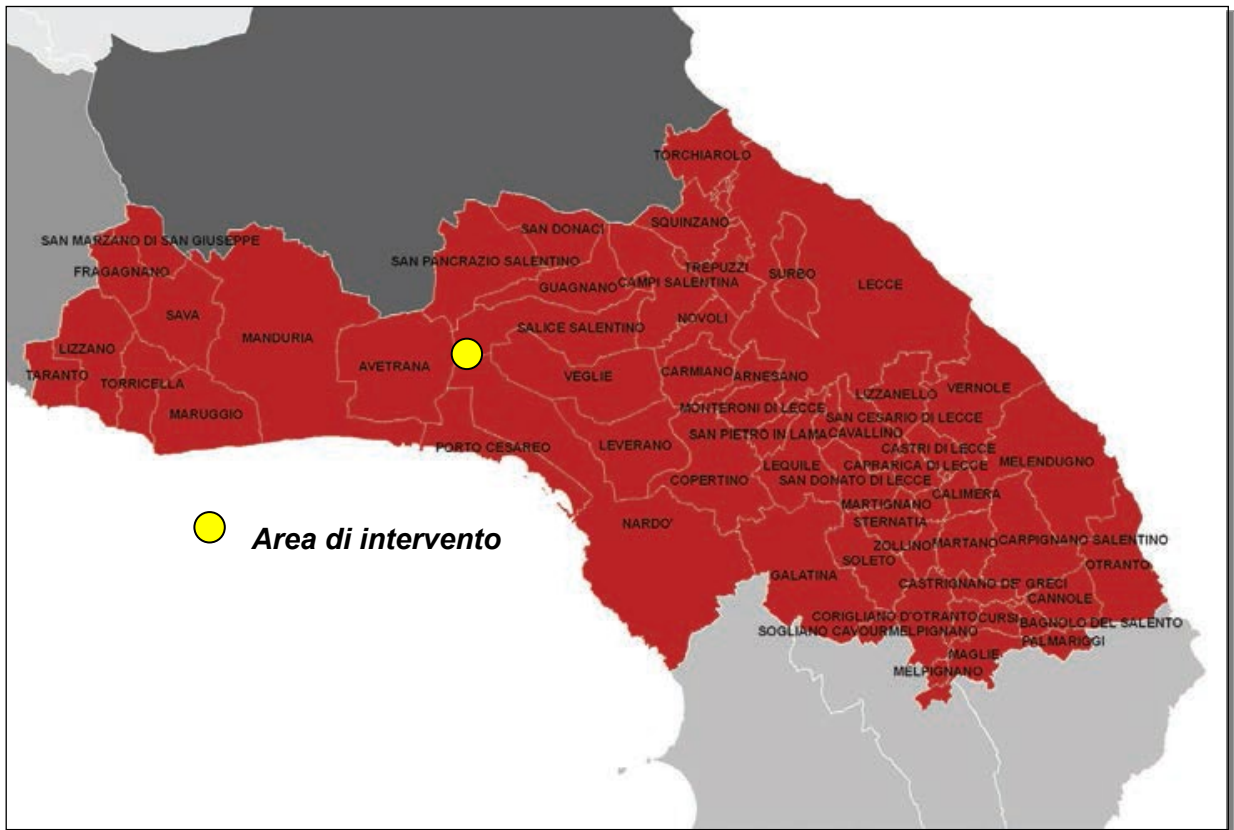 TORCHIAROLO
SAN DONACI
SQUINZANO
SAN MARZANO DI SAN GIUSEPPE
SAN PANCRAZIO SALENTINO
FRAGAGNANO
TREPUZZI
SURBO
CAMPI SALENTINA
LECCE
GUAGNANO
SAVA
NOVOLI
SALICE SALENTINO
MANDURIA
LIZZANO
AVETRANA
TARANTO
VEGLIE
CARMIANO
ARNESANO
TORRICELLA
VERNOLE
LIZZANELLO
MARUGGIO
MONTERONI DI LECCE
SAN CESARIO DI LECCE
SAN PIETRO IN LAMA
CAVALLINO
PORTO CESAREO
LEVERANO
CASTRI DI LECCE
LEQUILE
CAPRARICA DI LECCE
MELENDUGNO
COPERTINO
SAN DONATO DI LECCE
CALIMERA
MARTIGNANO
NARDO'
STERNATIA
Area di intervento
ZOLLINO
MARTANO
CARPIGNANO SALENTINO
SOLETO
OTRANTO
GALATINA
CASTRIGNANO DE' GRECI
CANNOLE
CORIGLIANO D'OTRANTO
CURSI
BAGNOLO DEL SALENTO
SOGLIANO CAVOUR
MELPIGNANO
PALMARIGGI
MAGLIE
MELPIGNANO